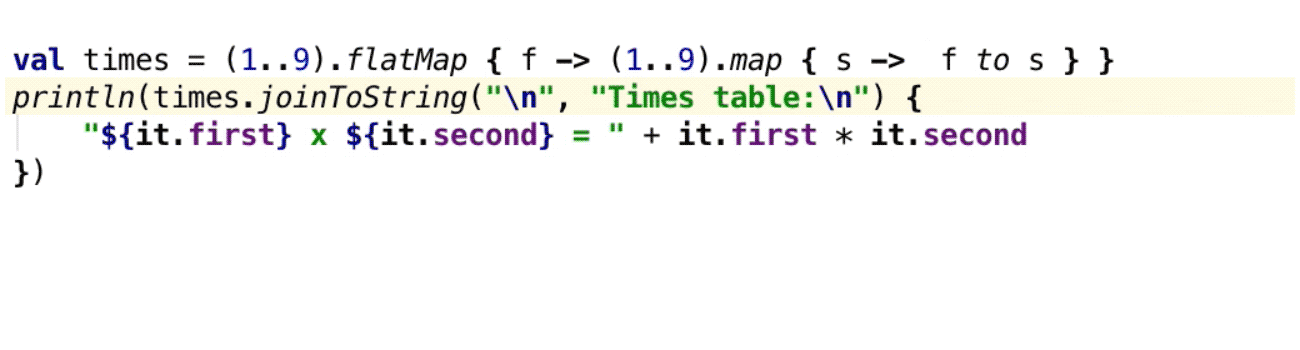 val times = (1..9).flatMap { f -> (1..9).map { s ->  f to s } }
println(times.joinToString("\n", "Times table:\n") {
    "${it.first} x ${it.second} = " + it.first * it.second
})